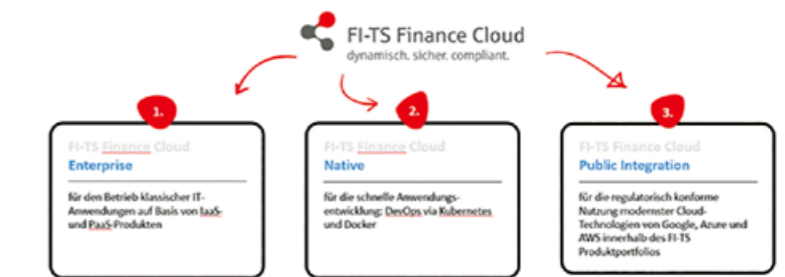 FI-TS Finance Cloud
dynamisch. sicher. compliant.
1.
FI-TS Finance Cloud
Enterprise
für den Betrieb klassischer IT-
Anwendungen auf Basis von IaaS-
und PaaS-Produkten
2.
FI-TS Finance Cloud
Native
für die schnelle Anwendungs-
entwicklung: DevOps via Kubernetes
und Docker
3.
FI-TS Finance Cloud
Public Integration
für die regulatorisch konforme
Nutzung modernster Cloud-
Technologien von Google, Azure und
AWS innerhalb des FI-TS
Produktportfolios